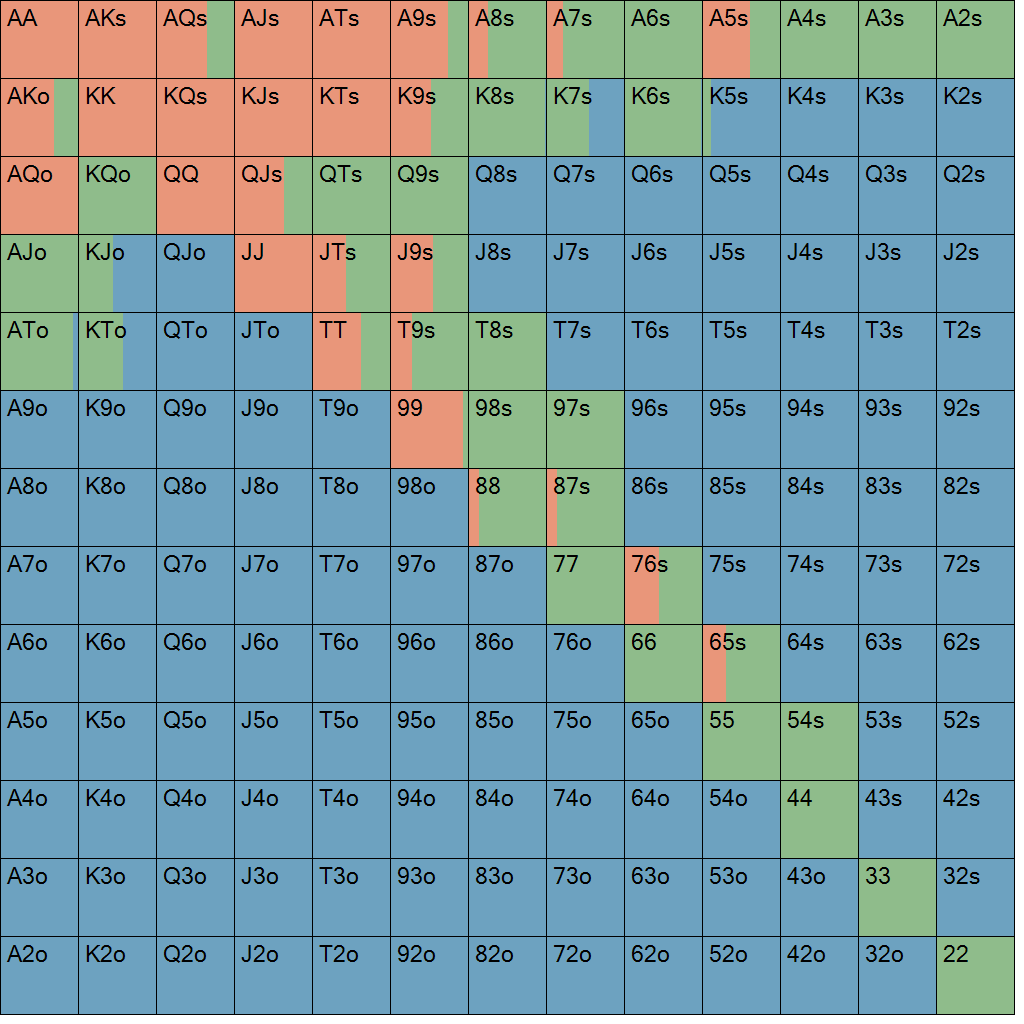 AA AKs AQs AJs ATs A9s A8s A7s A6s A5s A4s A3s A2s
AKo KK KQs KJs KTs K9s K8s K7s K6s K5s K4s K3s K2s
AQo KQo QQ QJs QTs Q9s Q8s Q7s Q6s Q5s Q4s Q3s Q2s
AJo KJo QJo JJ JTs J9s J8s J7s J6s J5s J4s J3s J2s
ATo KTo QTo JTo TT T9s T8s T7s T6s T5s T4s T3s T2s
A9o K9o Q9o J9o T9o 99 98s 97s 96s 95s 94s 93s 92s
A8o K8o Q8o J8o T8o 98o 88 87s 86s 85s 84s 83s 82s
A7o K7o Q7o J7o T7o 97o 87o 77 76s 75s 74s 73s 72s
A6o K6o Q6o J6o T6o 96o 86o 76o 66 65s 64s 63s 62s
A5o K5o Q5o J5o T5o 95o 85o 75o 65o 55 54s 53s 52s
A4o K4o Q4o J4o T4o 94o 84o 74o 64o 54o 44 43s 42s
A3o K3o Q3o J3o T3o 93o 83o 73o 63o 53o 43o 33 32s
A2o K2o Q2o J2o T2o 92o 82o 72o 62o 52o 42o 32o 22